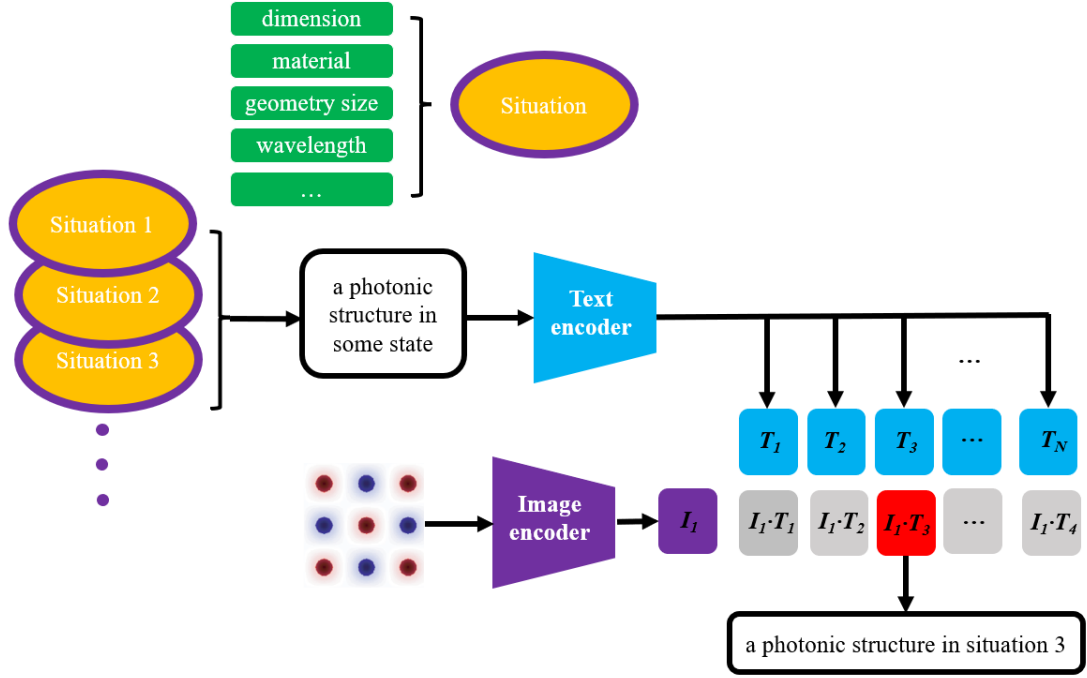 dimension
material
geometry size
wavelength
...
Situation
Situation 1
Situation 2
Situation 3
a photonic
structure in
some state
Text
encoder
...
T₁ T₂ T₃ ... T_N
Image
encoder
I₁
I₁·T₁ I₁·T₂ I₁·T₃ ... I₁·T₄
a photonic structure in situation 3